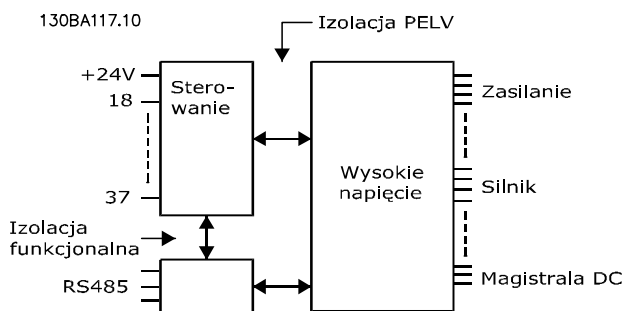 130BA117.10
Izolacja PELV
+24V
18
37
Stero-
wanie
Wysokie
napięcie
Zasilanie
Silnik
Magistrala DC
Izolacja
funkcjonalna
RS485